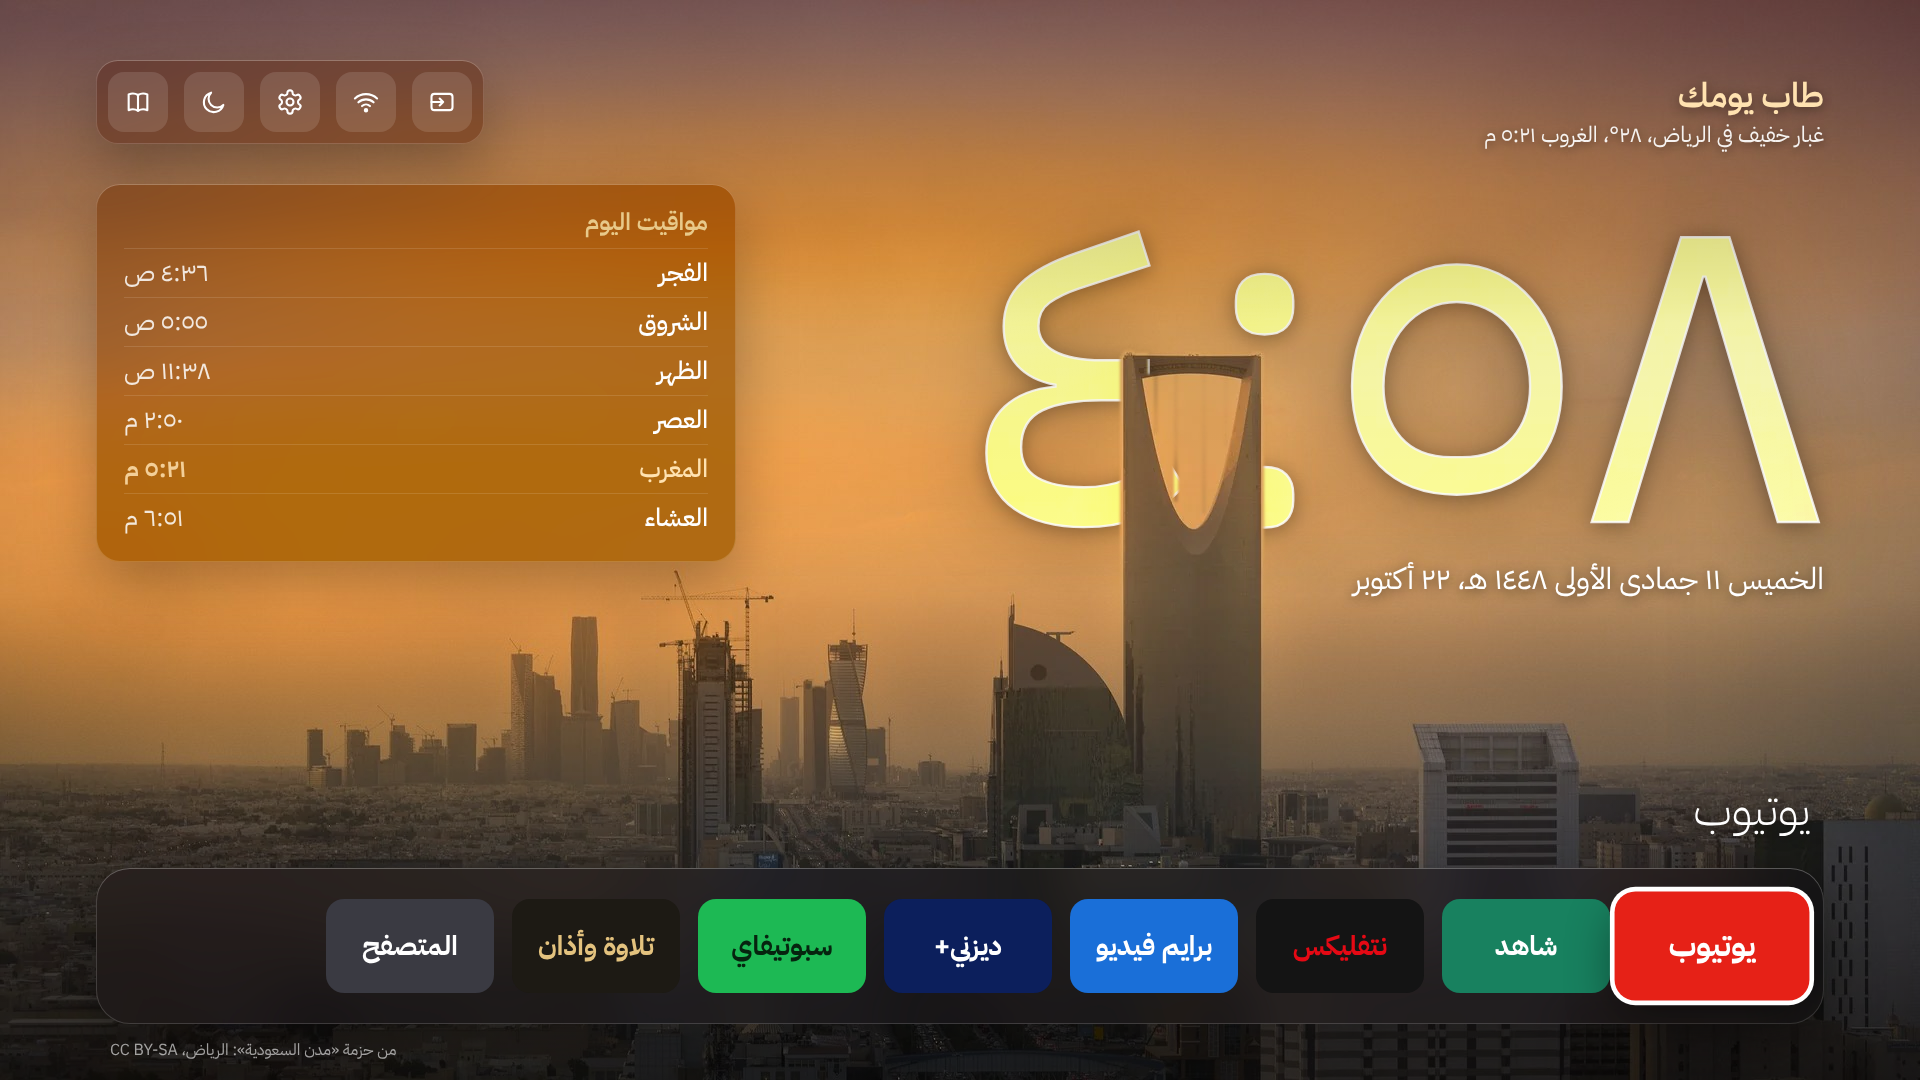 طاب يومك
غبار خفيف في الرياض، ٢٨°، الغروب ٥:٢١ م
٤:٥٨
الخميس ١١ جمادى الأولى ١٤٤٨ هـ، ٢٢ أكتوبر
مواقيت اليوم
الفجر ٤:٣٦ ص
الشروق ٥:٥٥ ص
الظهر ١١:٣٨ ص
العصر ٢:٥٠ م
المغرب ٥:٢١ م
العشاء ٦:٥١ م
يوتيوب
يوتيوب شاهد نتفليكس برايم فيديو ديزني+ سبوتيفاي تلاوة وأذان المتصفح
من حزمة «مدن السعودية»: الرياض، CC BY-SA